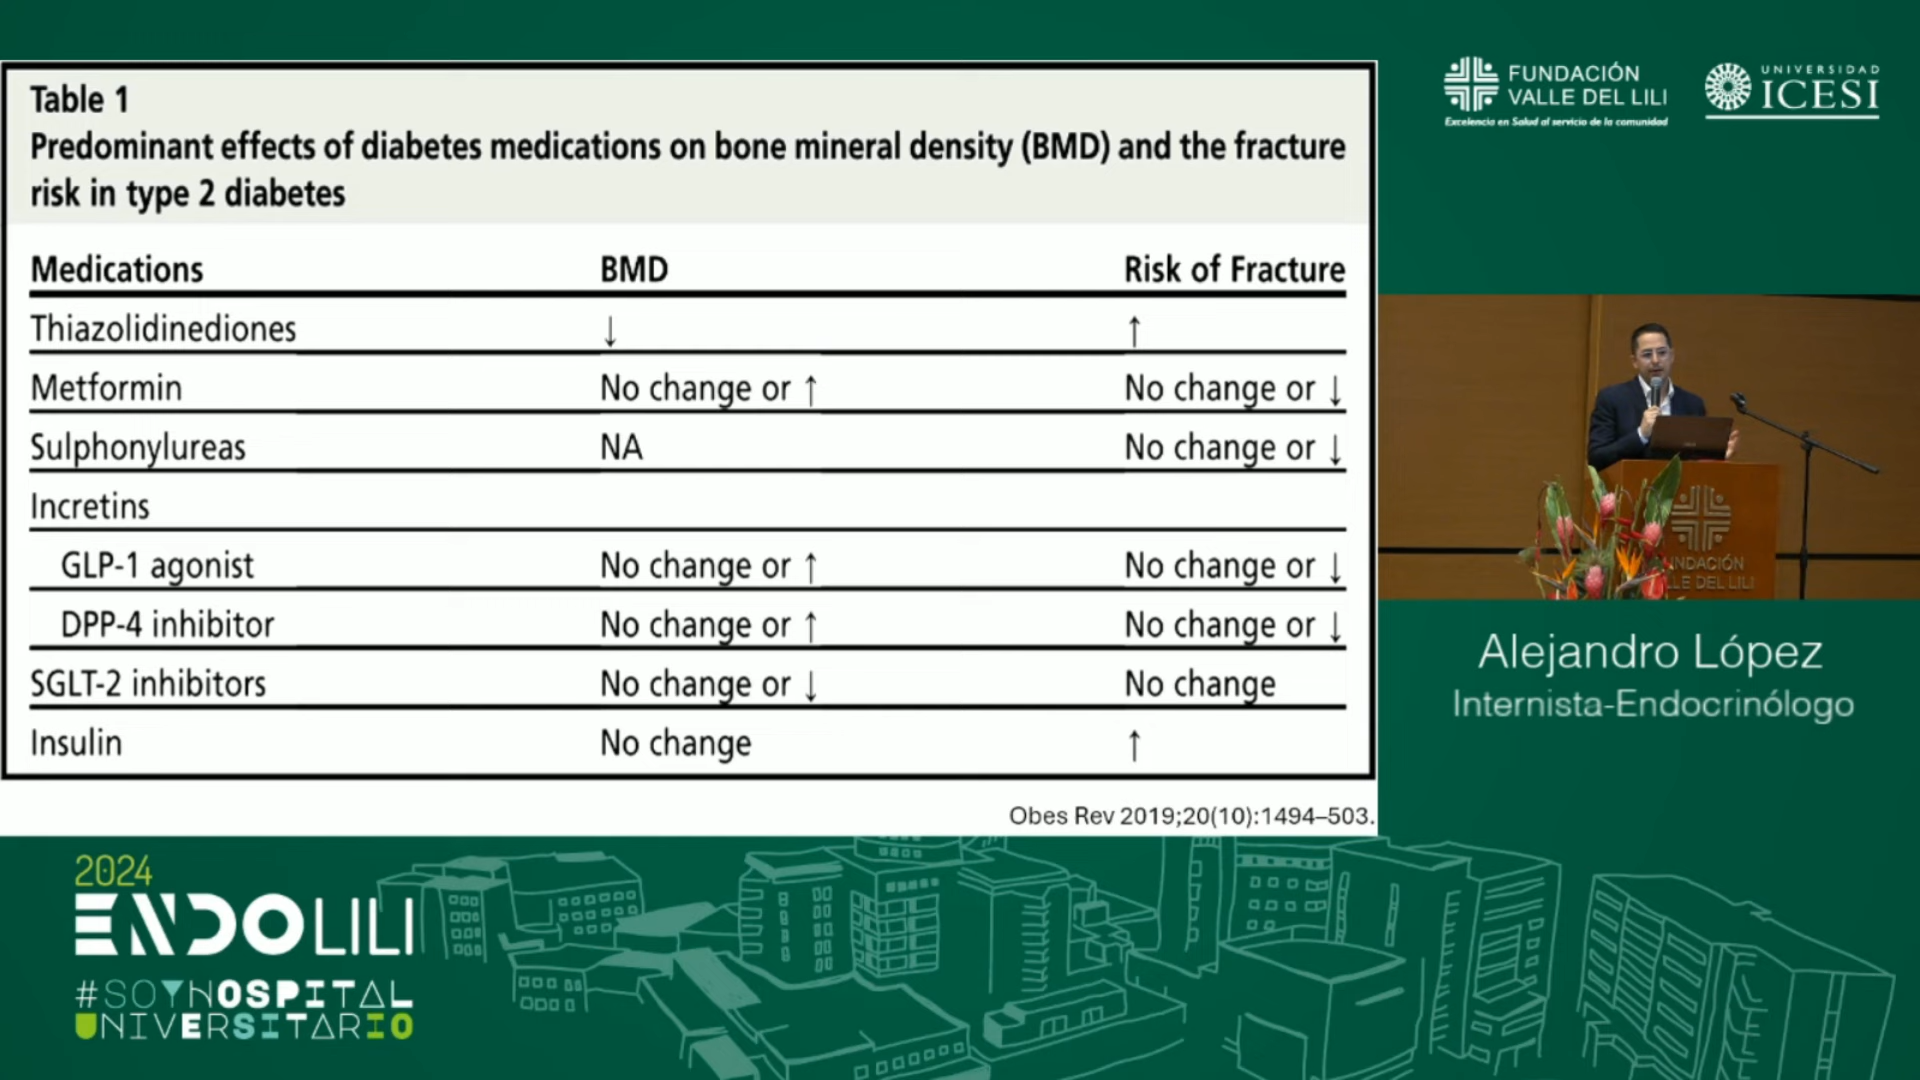 Table 1
Predominant effects of diabetes medications on bone mineral density (BMD) and the fracture
risk in type 2 diabetes
Medications BMD Risk of Fracture
Thiazolidinediones ↓ ↑
Metformin No change or ↑ No change or ↓
Sulphonylureas NA No change or ↓
Incretins
GLP-1 agonist No change or ↑ No change or ↓
DPP-4 inhibitor No change or ↑ No change or ↓
SGLT-2 inhibitors No change or ↓ No change
Insulin No change ↑
Obes Rev 2019;20(10):1494–503.
FUNDACIÓN
VALLE DEL LILI
Excelencia en Salud al servicio de la comunidad
UNIVERSIDAD
ICESI
NDACIÓN
LLE DEL LILI
Alejandro López
Internista-Endocrinólogo
2024
ENDOLILI
#SOYHOSPITAL
UNIVERSITARIO